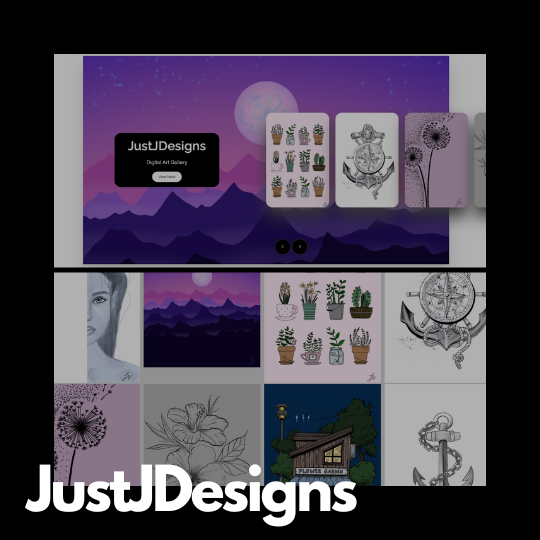 JustJDesigns
Digital Art Gallery
View More
FLOWER GARDEN
JustJDesigns